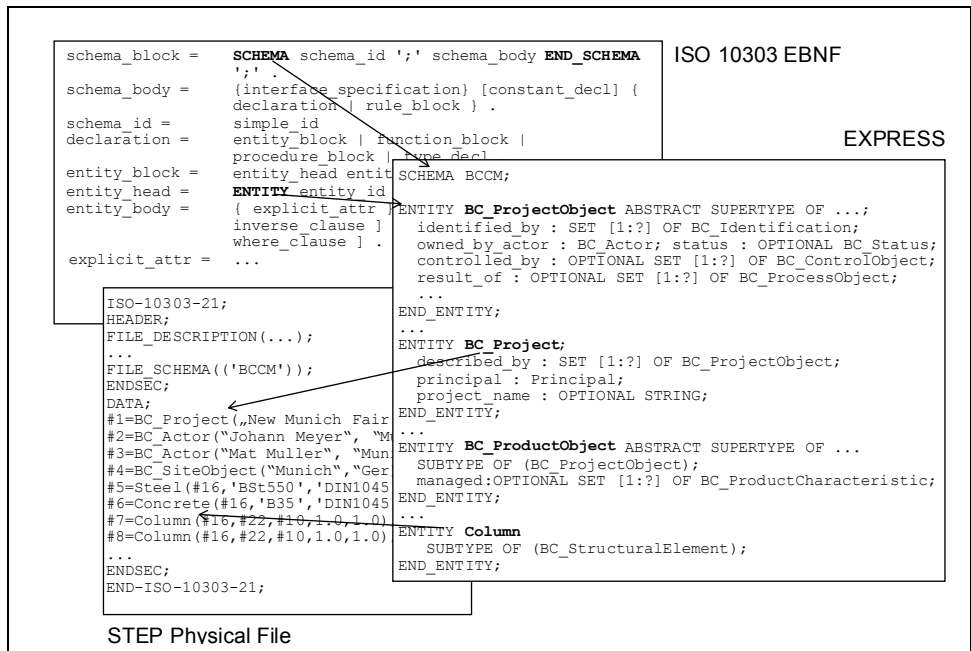 schema_block = SCHEMA schema_id ';' schema_body END_SCHEMA
';' .
schema_body = {interface_specification} [constant_decl] {
declaration | rule_block } .
schema_id = simple_id
declaration = entity_block | function_block |
procedure_block | type_decl
entity_block = entity_head entit
entity_head = ENTITY entity_id
entity_body = { explicit_attr }
inverse_clause ]
where_clause ] .
explicit_attr = ...
ISO 10303 EBNF
EXPRESS
SCHEMA BCCM;
ENTITY BC_ProjectObject ABSTRACT SUPERTYPE OF ...;
identified_by : SET [1:?] OF BC_Identification;
owned_by_actor : BC_Actor; status : OPTIONAL BC_Status;
controlled_by : OPTIONAL SET [1:?] OF BC_ControlObject;
result_of : OPTIONAL SET [1:?] OF BC_ProcessObject;
...
END_ENTITY;
...
ENTITY BC_Project;
described_by : SET [1:?] OF BC_ProjectObject;
principal : Principal;
project_name : OPTIONAL STRING;
END_ENTITY;
...
ENTITY BC_ProductObject ABSTRACT SUPERTYPE OF ...
SUBTYPE OF (BC_ProjectObject);
managed:OPTIONAL SET [1:?] OF BC_ProductCharacteristic;
END_ENTITY;
...
ENTITY Column
SUBTYPE OF (BC_StructuralElement);
END_ENTITY;
ISO-10303-21;
HEADER;
FILE_DESCRIPTION(...);
...
FILE_SCHEMA(('BCCM'));
ENDSEC;
DATA;
#1=BC_Project(„New Munich Fair
#2=BC_Actor("Johann Meyer", "Mu
#3=BC_Actor("Mat Muller", "Muni
#4=BC_SiteObject("Munich","Ger
#5=Steel(#16,'BSt550','DIN1045
#6=Concrete(#16,'B35','DIN1045
#7=Column(#16,#22,#10,1.0,1.0)
#8=Column(#16,#22,#10,1.0,1.0)
...
ENDSEC;
END-ISO-10303-21;
STEP Physical File